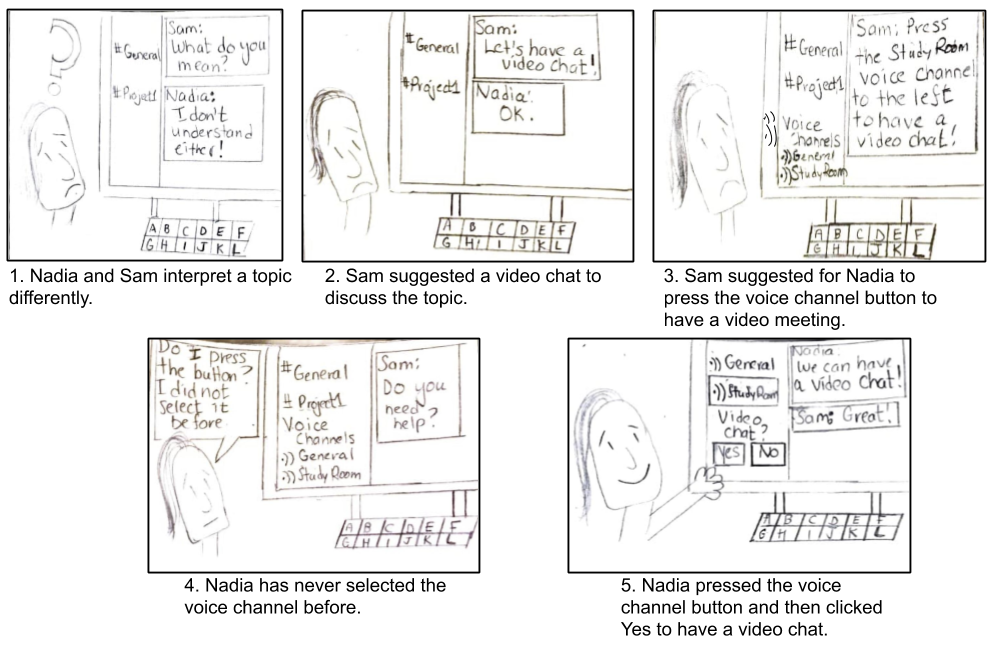 ?
#General
#Project1
Sam:
What do you
mean?
Nadia:
I don't
understand
either!
A B C D E F
G H I J K L
1. Nadia and Sam interpret a topic
differently.
#General
#Project1
Sam:
Let's have a
video chat!
Nadia:
OK.
A B C D E F
G H I J K L
2. Sam suggested a video chat to
discuss the topic.
#General
#Project1
Voice
Channels
General
StudyRoom
Sam: Press
the Study Room
voice channel
to the left
to have a
video chat!
A B C D E F
G H I J K L
3. Sam suggested for Nadia to
press the voice channel button to
have a video meeting.
Do I press
the button?
I did not
select it
before
#General
#Project1
Voice
Channels
General
Study Room
Sam:
Do you
need
help?
A B C D E F
G H I J K L
4. Nadia has never selected the
voice channel before.
General
StudyRoom
Video
chat?
Yes No
Nadia:
We can have
a video chat!
Sam: Great!
A B C D E F
G H I J K L
5. Nadia pressed the voice
channel button and then clicked
Yes to have a video chat.